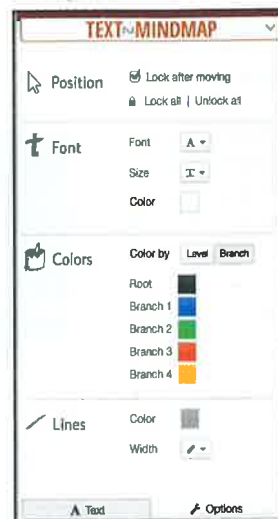 TEXT2MINDMAP
Position
Lock after moving
Lock all | Unlock all
Font
Font A
Size T
Color
Colors
Color by Level Branch
Root
Branch 1
Branch 2
Branch 3
Branch 4
Lines
Color
Width
A Text
Options